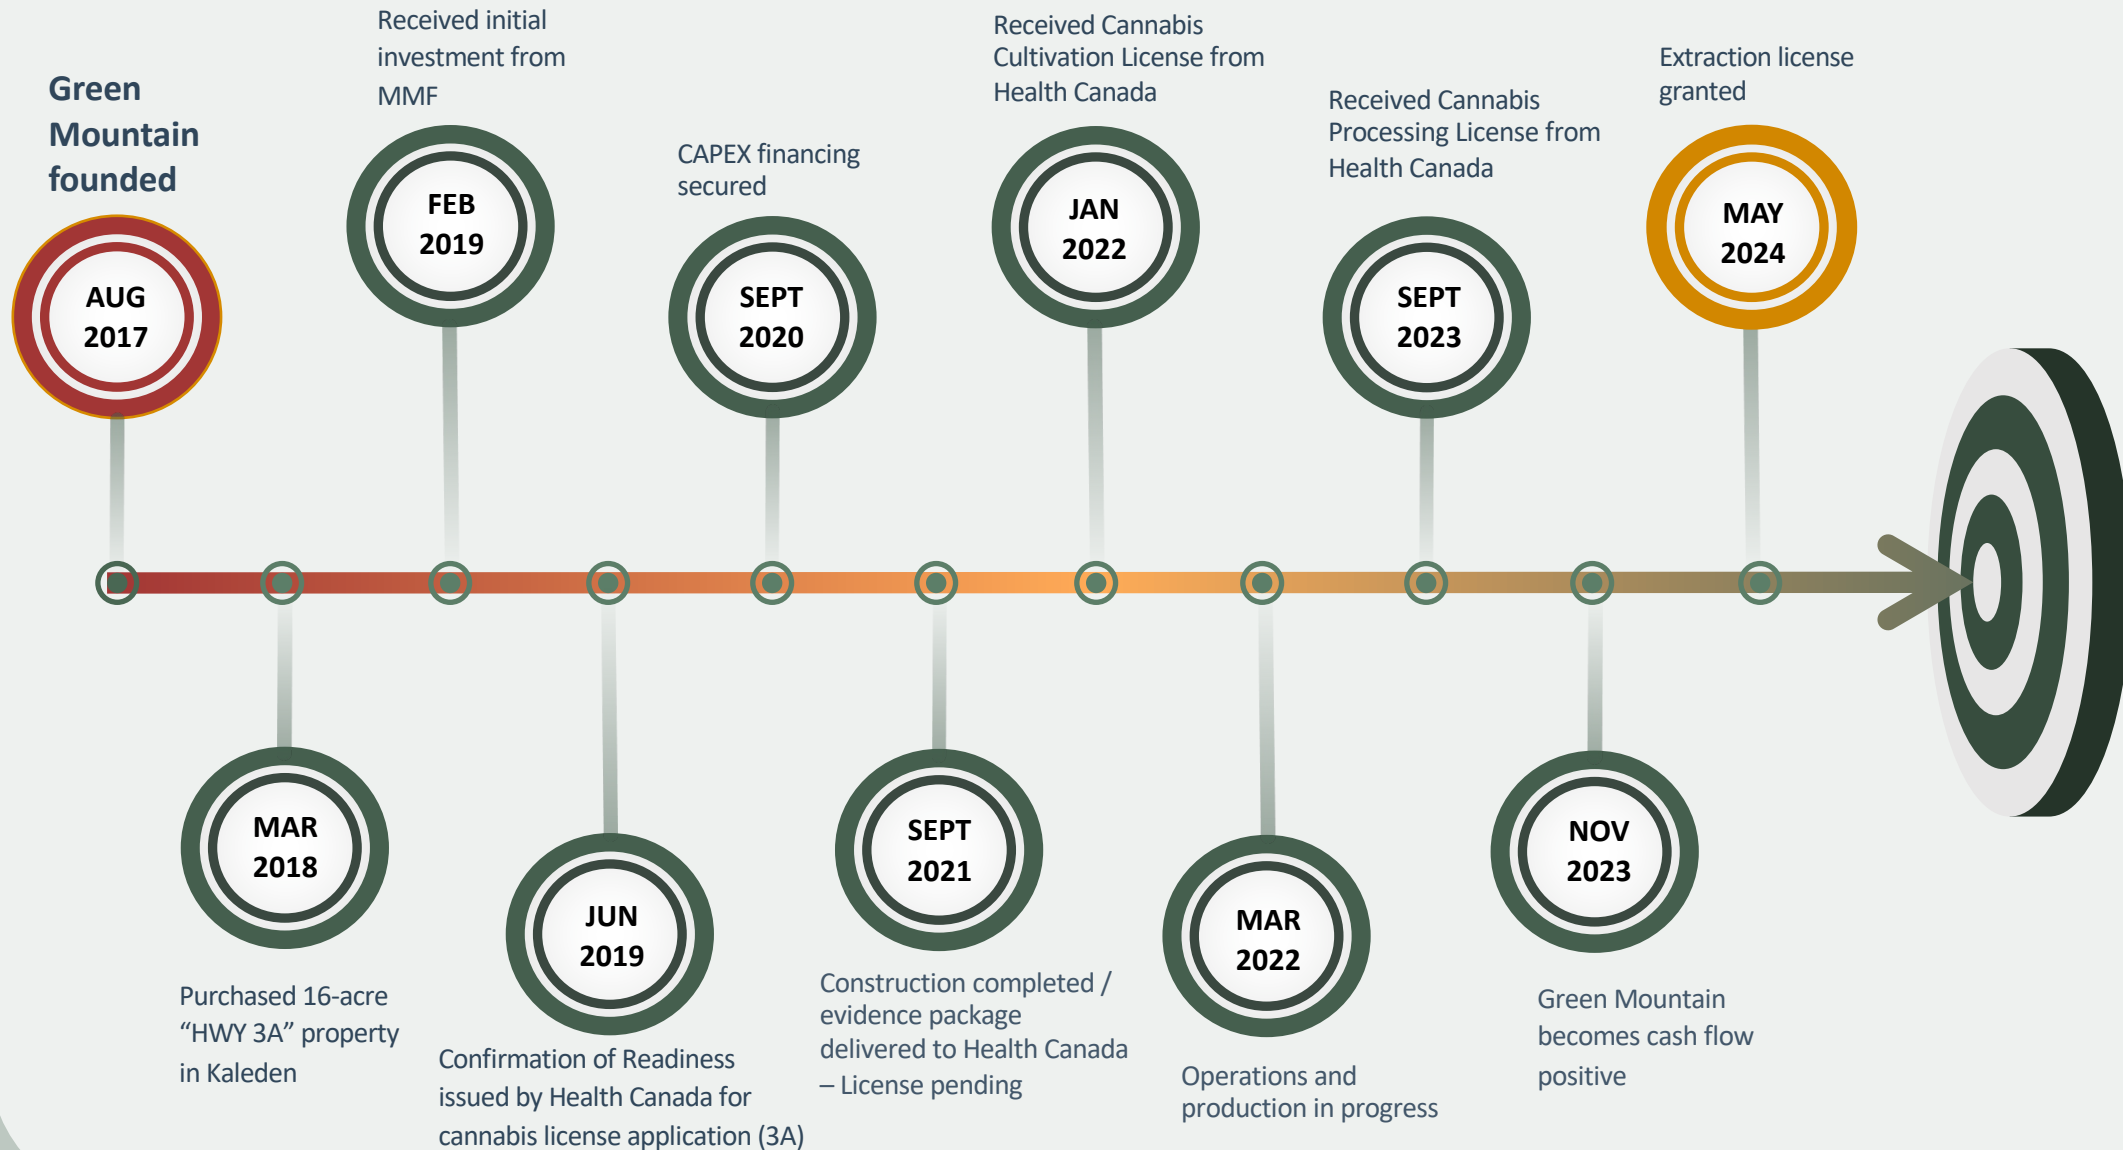 Green
Mountain
founded
AUG
2017
MAR
2018
Purchased 16-acre
“HWY 3A” property
in Kaleden
Received initial
investment from
MMF
FEB
2019
JUN
2019
Confirmation of Readiness
issued by Health Canada for
cannabis license application (3A)
CAPEX financing
secured
SEPT
2020
SEPT
2021
Construction completed /
evidence package
delivered to Health Canada
– License pending
Received Cannabis
Cultivation License from
Health Canada
JAN
2022
MAR
2022
Operations and
production in progress
Received Cannabis
Processing License from
Health Canada
SEPT
2023
NOV
2023
Green Mountain
becomes cash flow
positive
Extraction license
granted
MAY
2024